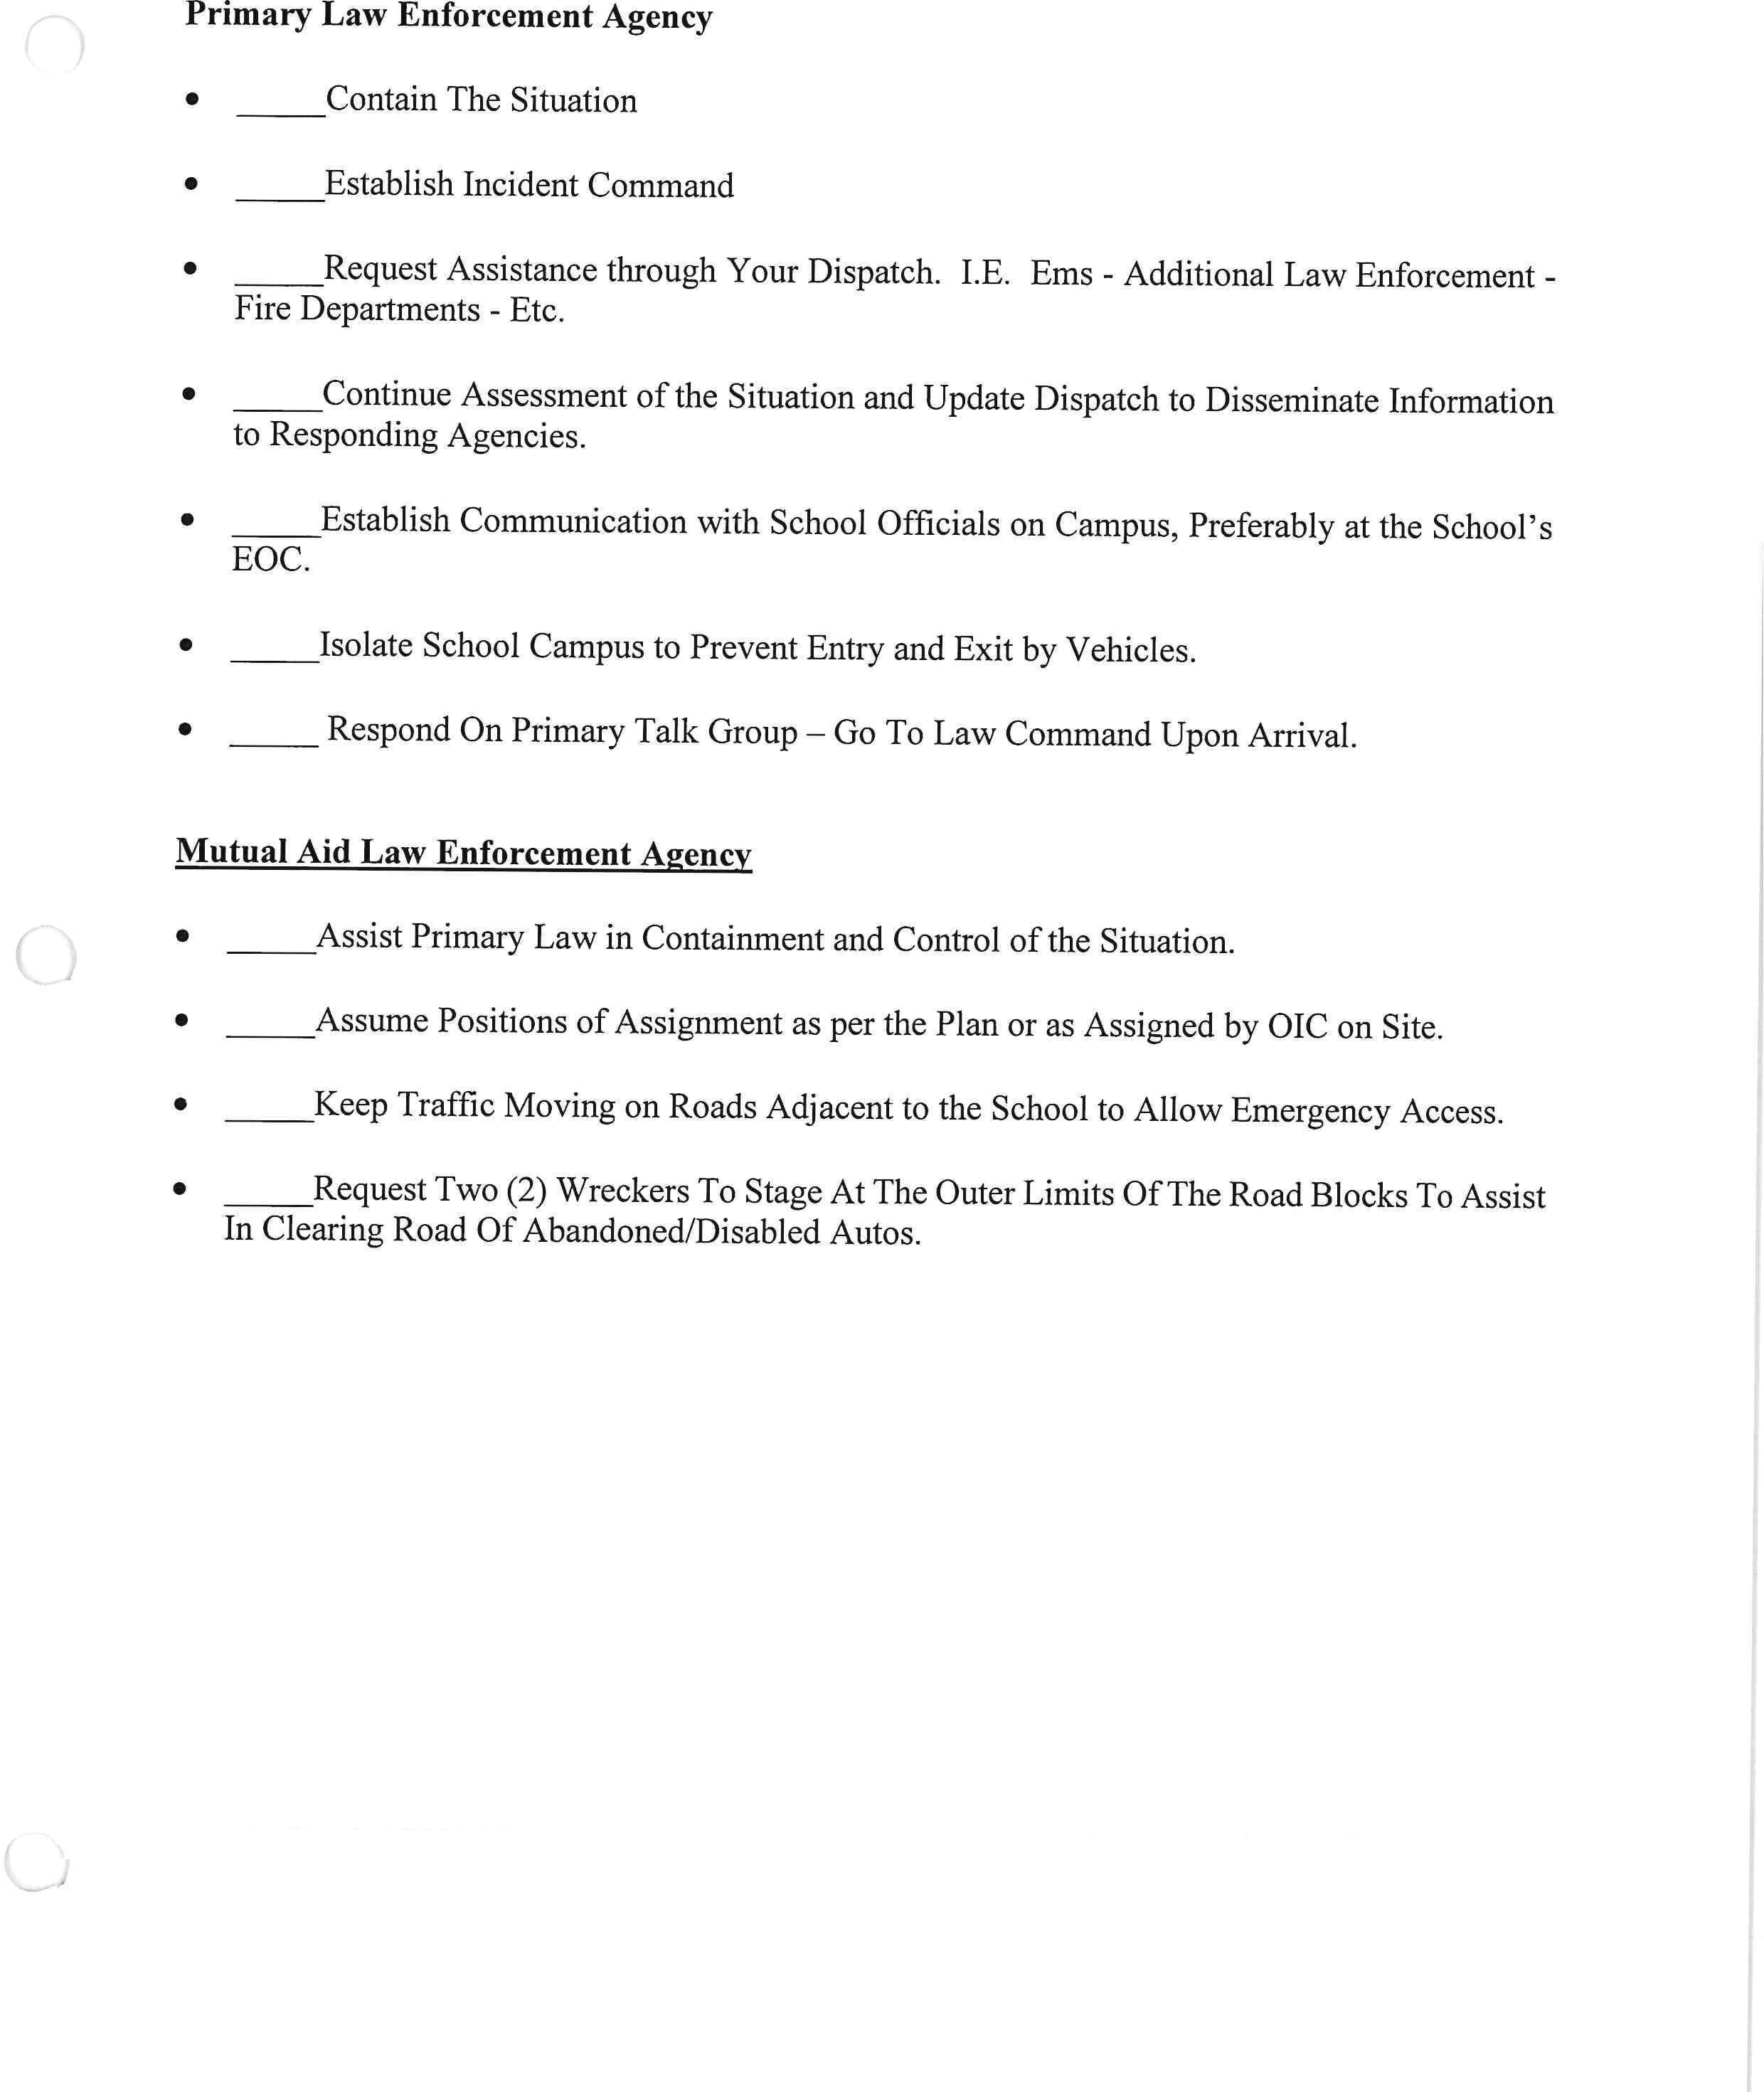 Primary Law Enforcement Agency
• _____Contain The Situation
• _____Establish Incident Command
• _____Request Assistance through Your Dispatch.  I.E.  Ems - Additional Law Enforcement -
Fire Departments - Etc.
• _____Continue Assessment of the Situation and Update Dispatch to Disseminate Information
to Responding Agencies.
• _____Establish Communication with School Officials on Campus, Preferably at the School’s
EOC.
• _____Isolate School Campus to Prevent Entry and Exit by Vehicles.
• _____ Respond On Primary Talk Group – Go To Law Command Upon Arrival.
Mutual Aid Law Enforcement Agency
• _____Assist Primary Law in Containment and Control of the Situation.
• _____Assume Positions of Assignment as per the Plan or as Assigned by OIC on Site.
• _____Keep Traffic Moving on Roads Adjacent to the School to Allow Emergency Access.
• _____Request Two (2) Wreckers To Stage At The Outer Limits Of The Road Blocks To Assist
In Clearing Road Of Abandoned/Disabled Autos.